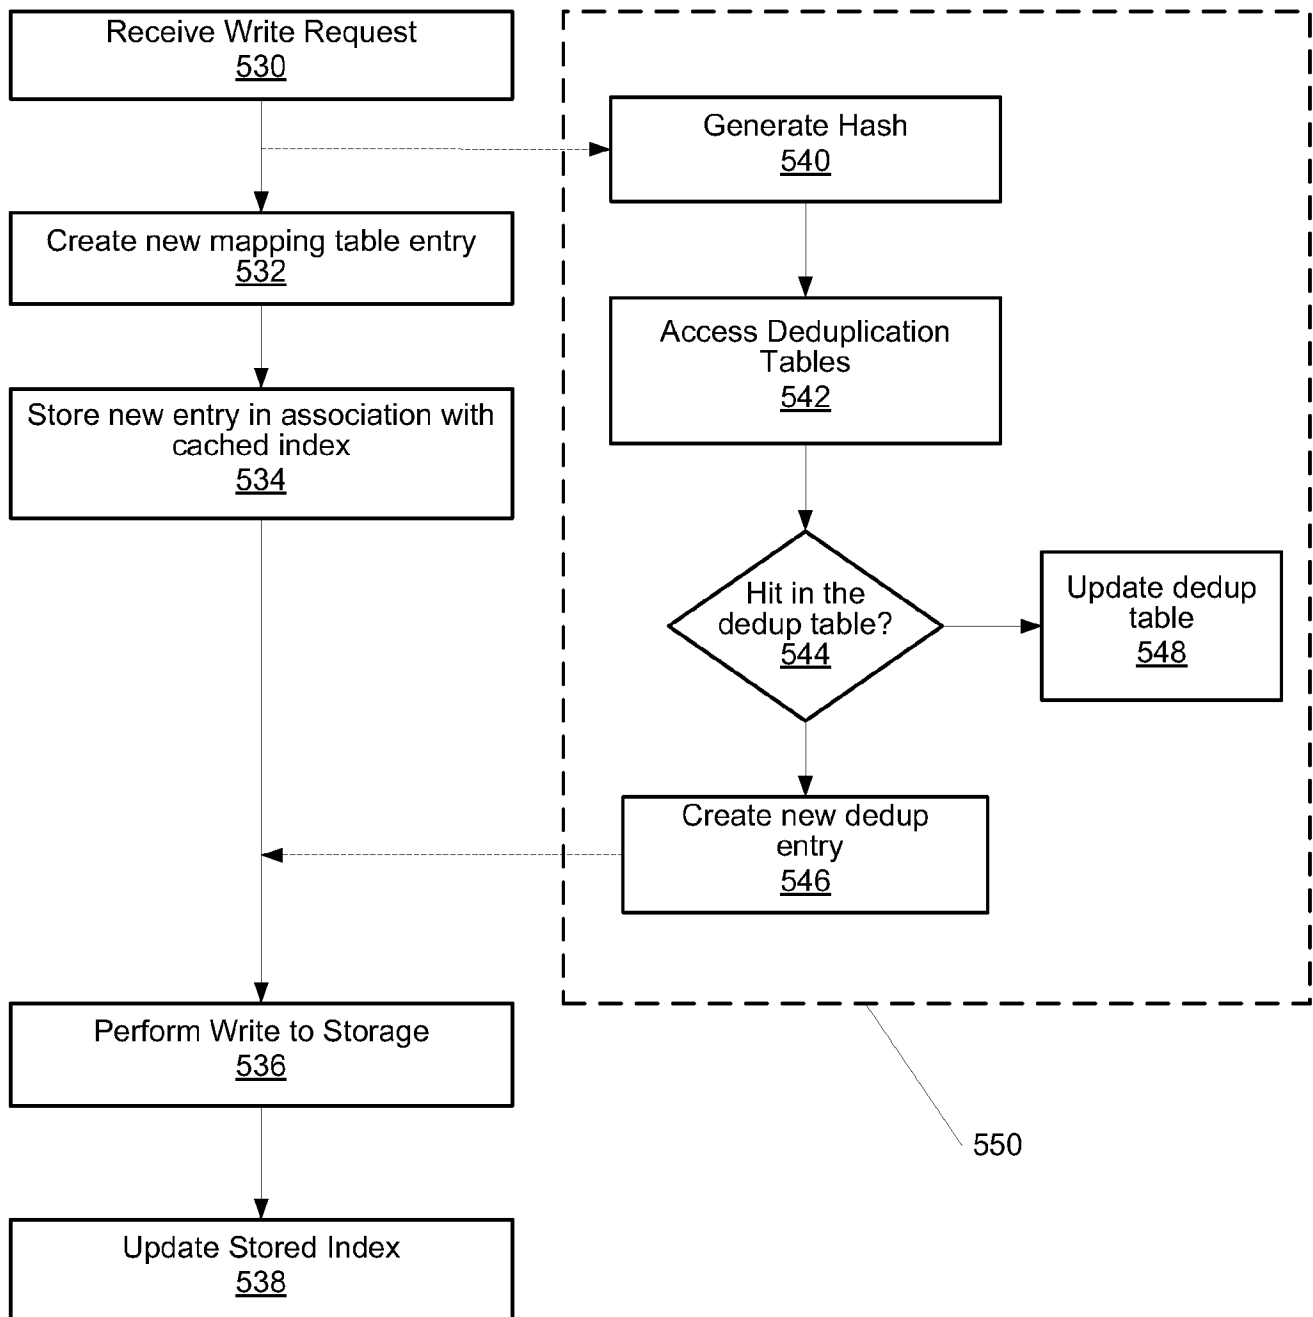 Receive Write Request
530
Create new mapping table entry
532
Store new entry in association with
cached index
534
Perform Write to Storage
536
Update Stored Index
538
Generate Hash
540
Access Deduplication
Tables
542
Hit in the
dedup table?
544
Update dedup
table
548
Create new dedup
entry
546
550